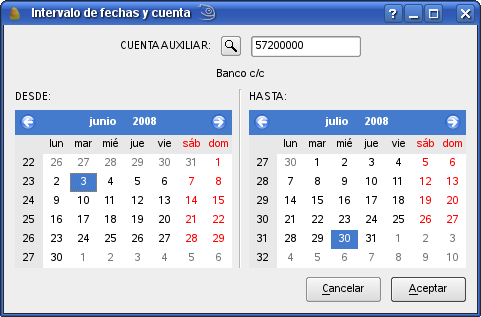 Intervalo de fechas y cuenta
?
CUENTA AUXILIAR: 57200000
Banco c/c
DESDE:
junio 2008
lun mar mié jue vie sáb dom
22 26 27 28 29 30 31 1
23 2 3 4 5 6 7 8
24 9 10 11 12 13 14 15
25 16 17 18 19 20 21 22
26 23 24 25 26 27 28 29
27 30 1 2 3 4 5 6
HASTA:
julio 2008
lun mar mié jue vie sáb dom
27 30 1 2 3 4 5 6
28 7 8 9 10 11 12 13
29 14 15 16 17 18 19 20
30 21 22 23 24 25 26 27
31 28 29 30 31 1 2 3
32 4 5 6 7 8 9 10
Cancelar Aceptar